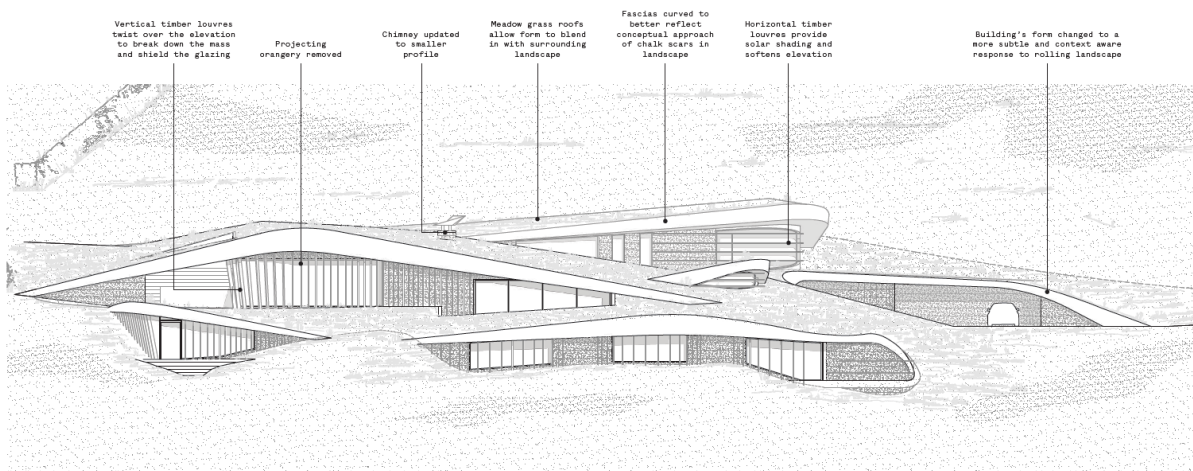 Vertical timber louvres
twist over the elevation
to break down the mass
and shield the glazing
Projecting
orangery removed
Chimney updated
to smaller
profile
Meadow grass roofs
allow form to blend
in with surrounding
landscape
Fascias curved to
better reflect
conceptual approach
of chalk scars in
landscape
Horizontal timber
louvres provide
solar shading and
softens elevation
Building's form changed to a
more subtle and context aware
response to rolling landscape